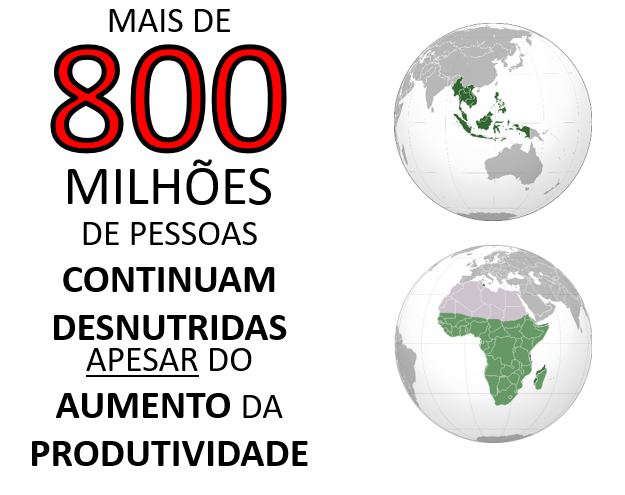 MAIS DE
800
MILHÕES
DE PESSOAS
CONTINUAM
DESNUTRIDAS
APESAR DO
AUMENTO DA
PRODUTIVIDADE